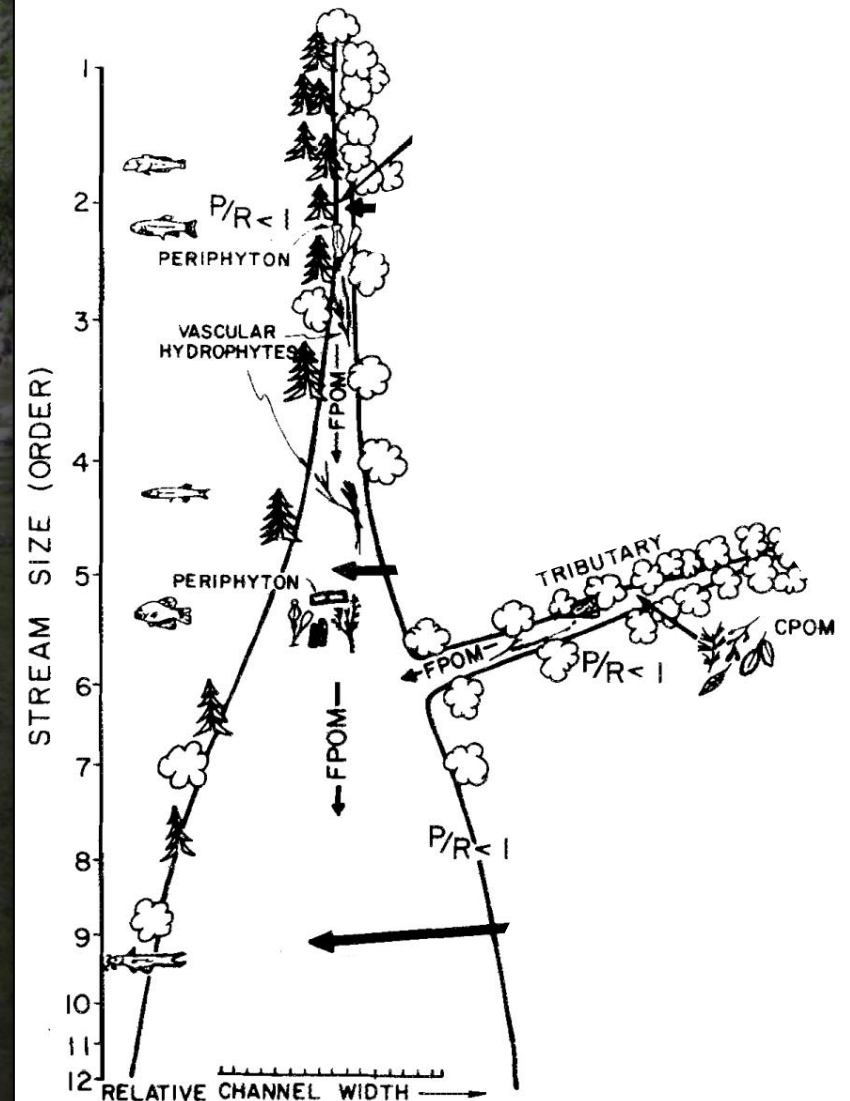 STREAM SIZE (ORDER)
1
2
3
4
5
6
7
8
9
10
11
12
P/R < 1
PERIPHYTON
VASCULAR
HYDROPHYTES
FPOM
PERIPHYTON
FPOM
TRIBUTARY
CPOM
FPOM
P/R < 1
P/R < 1
RELATIVE CHANNEL WIDTH